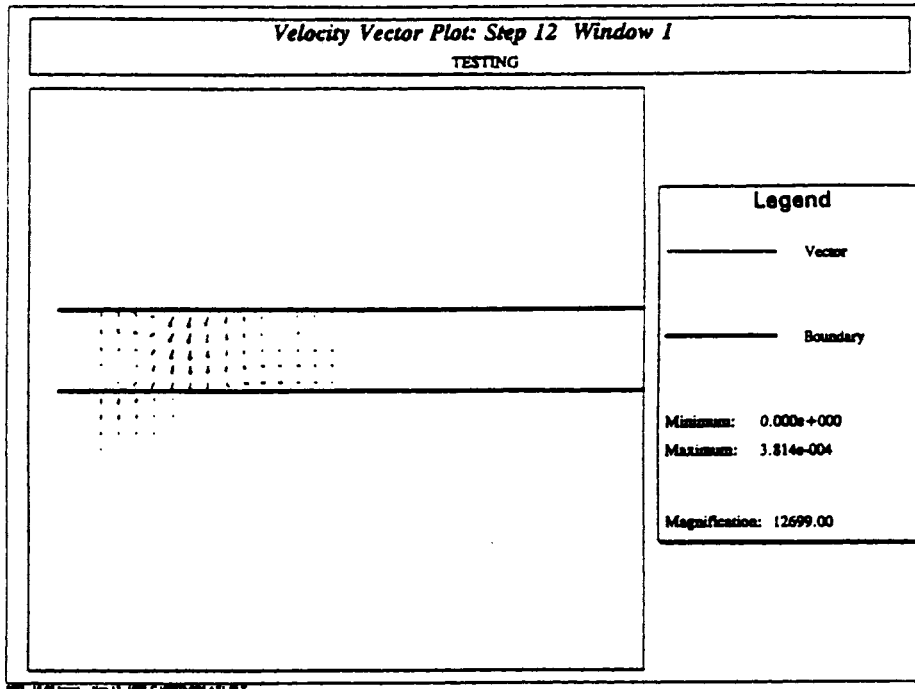 Velocity Vector Plot: Step 12 Window 1
TESTING
Legend
Vector
Boundary
Minimum: 0.000e+000
Maximum: 3.814e-004
Magnification: 12699.00